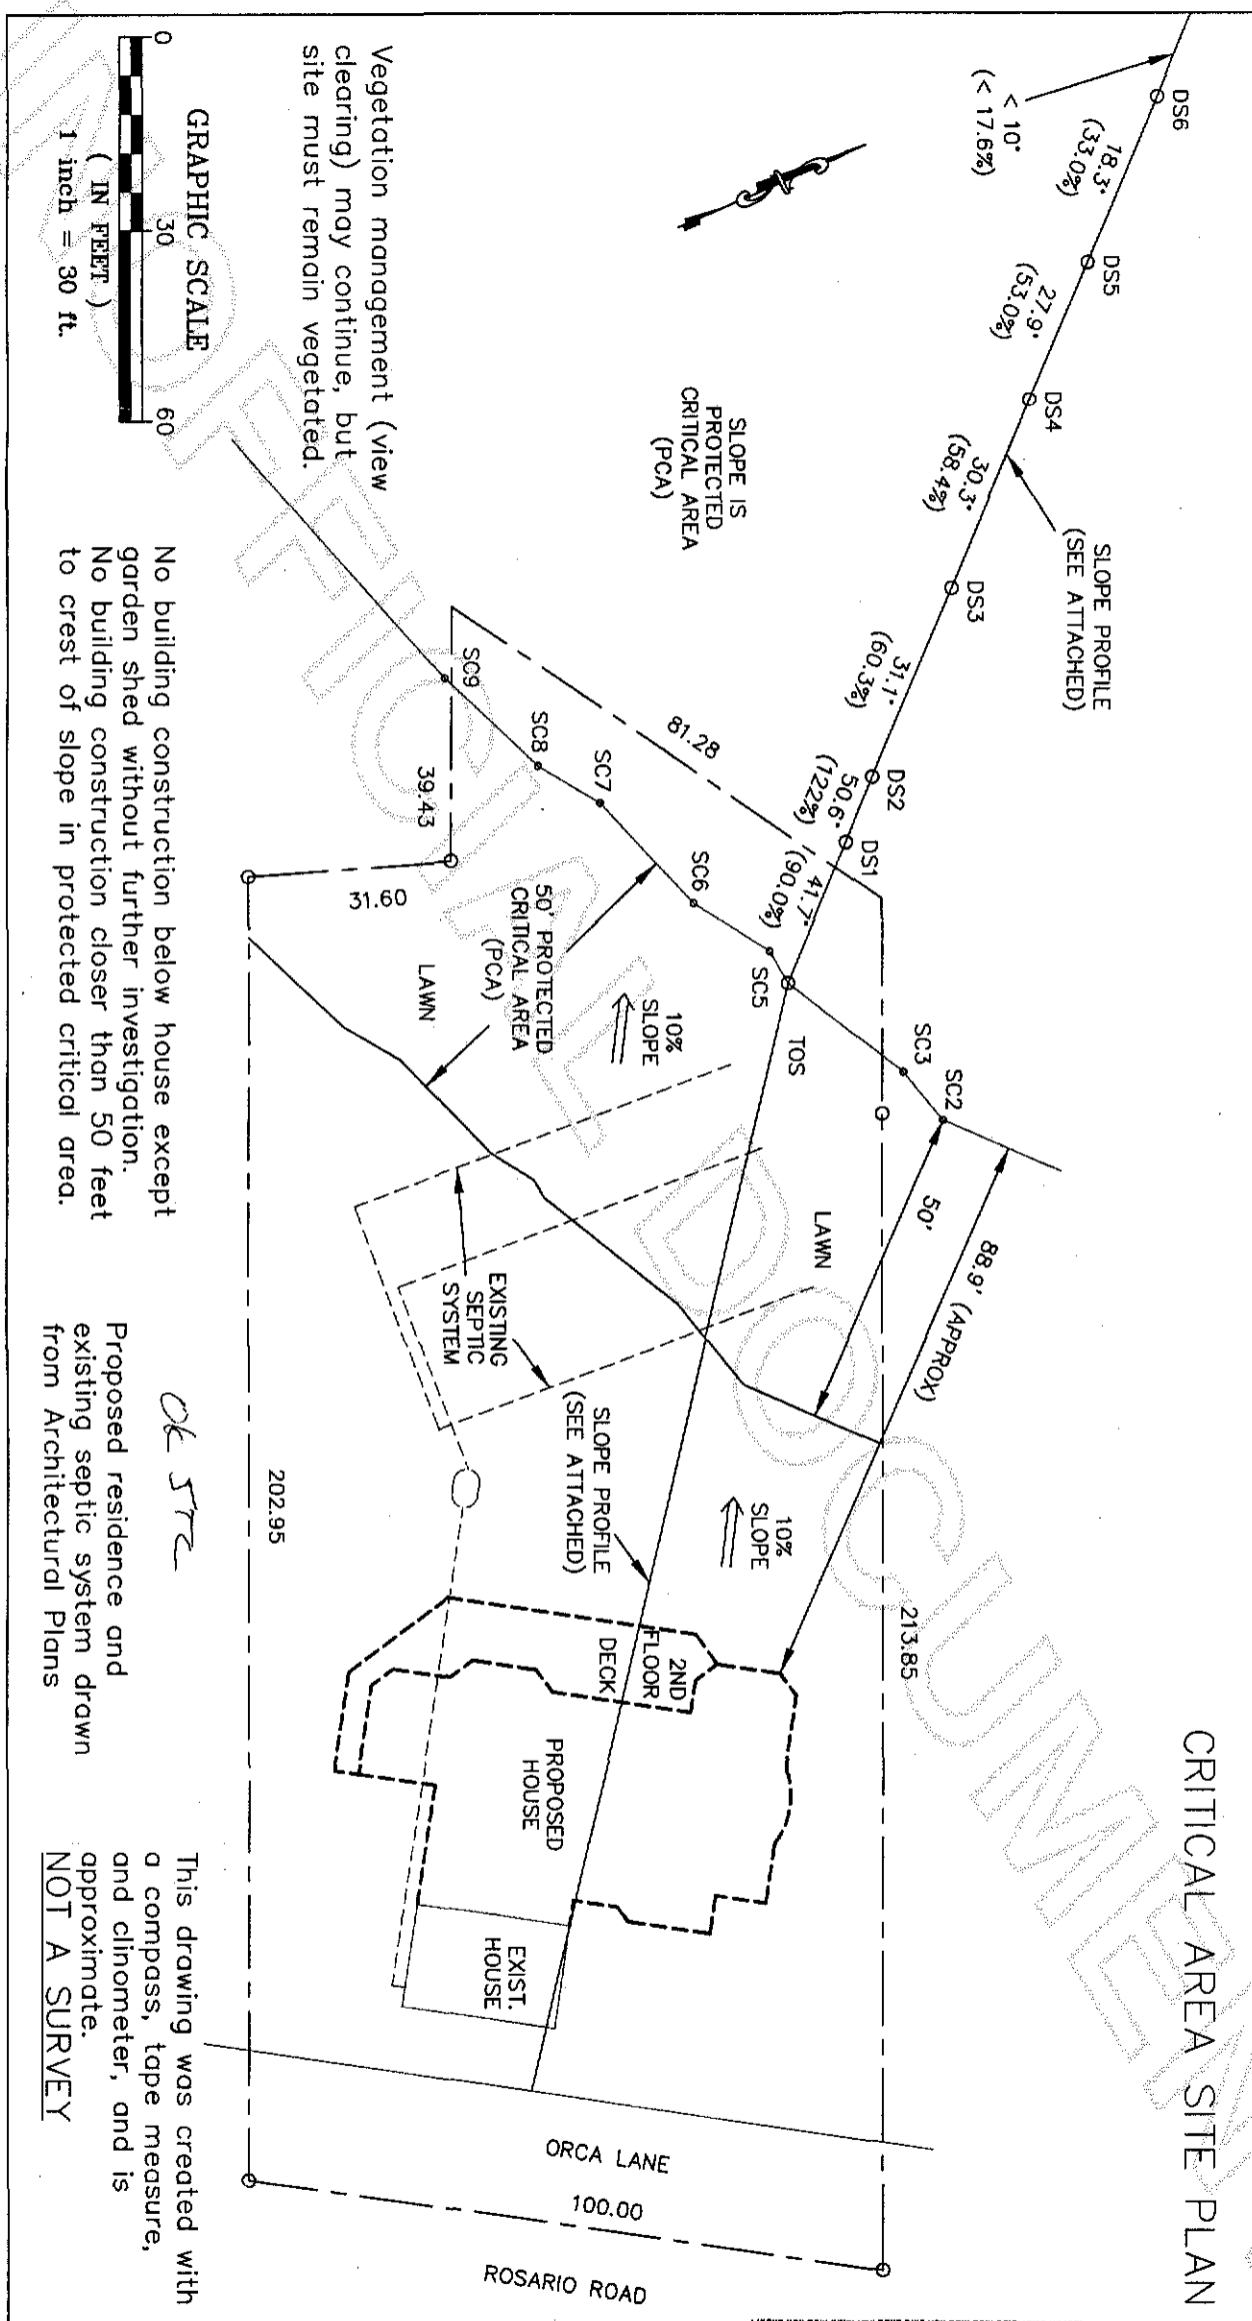 CRITICAL AREA SITE PLAN
DS6
< 10°
(< 17.6%)
18.3°
(33.0%)
DS5
27.9°
(53.0%)
DS4
30.3°
(58.4%)
SLOPE PROFILE
(SEE ATTACHED)
DS3
31.1°
(60.3%)
DS2
50.6°
(122%)
DS1
41.7°
(90.0%)
SLOPE IS
PROTECTED
CRITICAL AREA
(PCA)
81.28
SC9
SC8
SC7
SC6
SC5
TOS
SC3
SC2
39.43
31.60
50' PROTECTED
CRITICAL AREA
(PCA)
LAWN
10%
SLOPE
LAWN
50'
88.9' (APPROX)
EXISTING
SEPTIC
SYSTEM
SLOPE PROFILE
(SEE ATTACHED)
10%
SLOPE
213.85
202.95
2ND
FLOOR
DECK
PROPOSED
HOUSE
EXIST.
HOUSE
ORCA LANE
100.00
ROSARIO ROAD
Vegetation management (view
clearing) may continue, but
site must remain vegetated.
GRAPHIC SCALE
0 30 60
( IN FEET )
1 inch = 30 ft.
No building construction below house except
garden shed without further investigation.
No building construction closer than 50 feet
to crest of slope in protected critical area.
Ok
Proposed residence and
existing septic system drawn
from Architectural Plans
This drawing was created with
a compass, tape measure,
and clinometer, and is
approximate.
NOT A SURVEY
UNOFFICIAL DOCUMENT